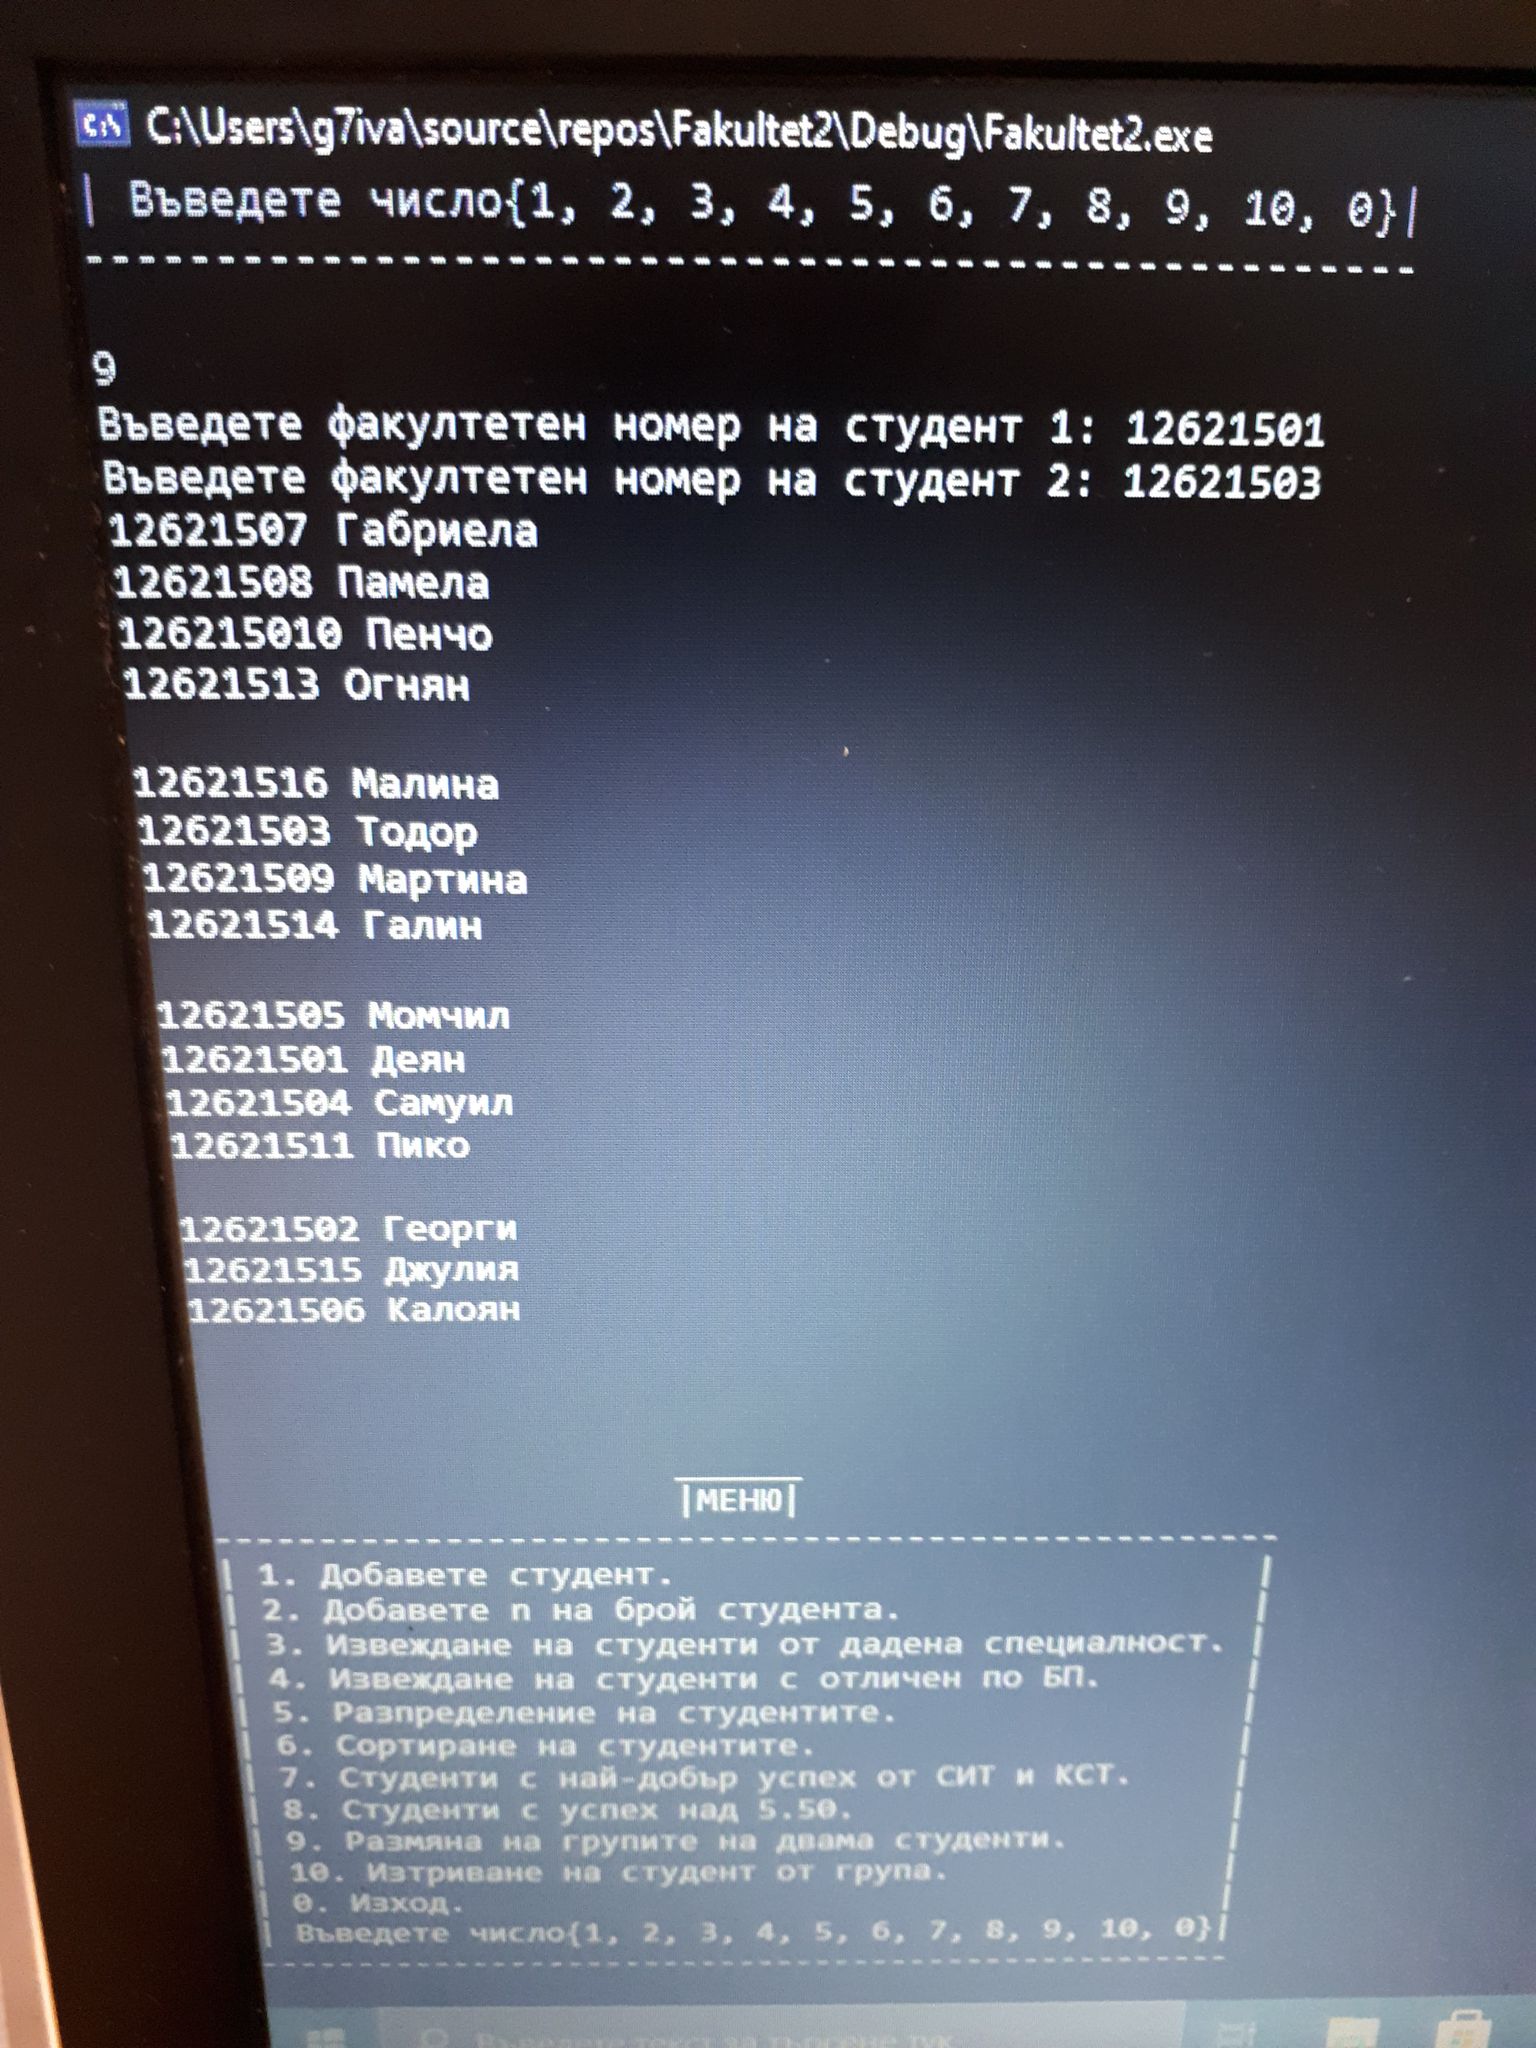 C:\Users\g7iva\source\repos\Fakultet2\Debug\Fakultet2.exe
| Въведете число{1, 2, 3, 4, 5, 6, 7, 8, 9, 10, 0}|
9
Въведете факултетен номер на студент 1: 12621501
Въведете факултетен номер на студент 2: 12621503
12621507 Габриела
12621508 Памела
126215010 Пенчо
12621513 Огнян
12621516 Малина
12621503 Тодор
12621509 Мартина
12621514 Галин
12621505 Момчил
12621501 Деян
12621504 Самуил
12621511 Пико
12621502 Георги
12621515 Джулия
12621506 Калоян
|МЕНЮ|
| 1. Добавете студент. |
| 2. Добавете n на брой студента. |
| 3. Извеждане на студенти от дадена специалност. |
| 4. Извеждане на студенти с отличен по БП. |
| 5. Разпределение на студентите. |
| 6. Сортиране на студентите. |
| 7. Студенти с най-добър успех от СИТ и КСТ. |
| 8. Студенти с успех над 5.50. |
| 9. Размяна на групите на двама студенти. |
| 10. Изтриване на студент от група. |
| 0. Изход. |
| Въведете число{1, 2, 3, 4, 5, 6, 7, 8, 9, 10, 0}|
Въведете текст за търсене тук